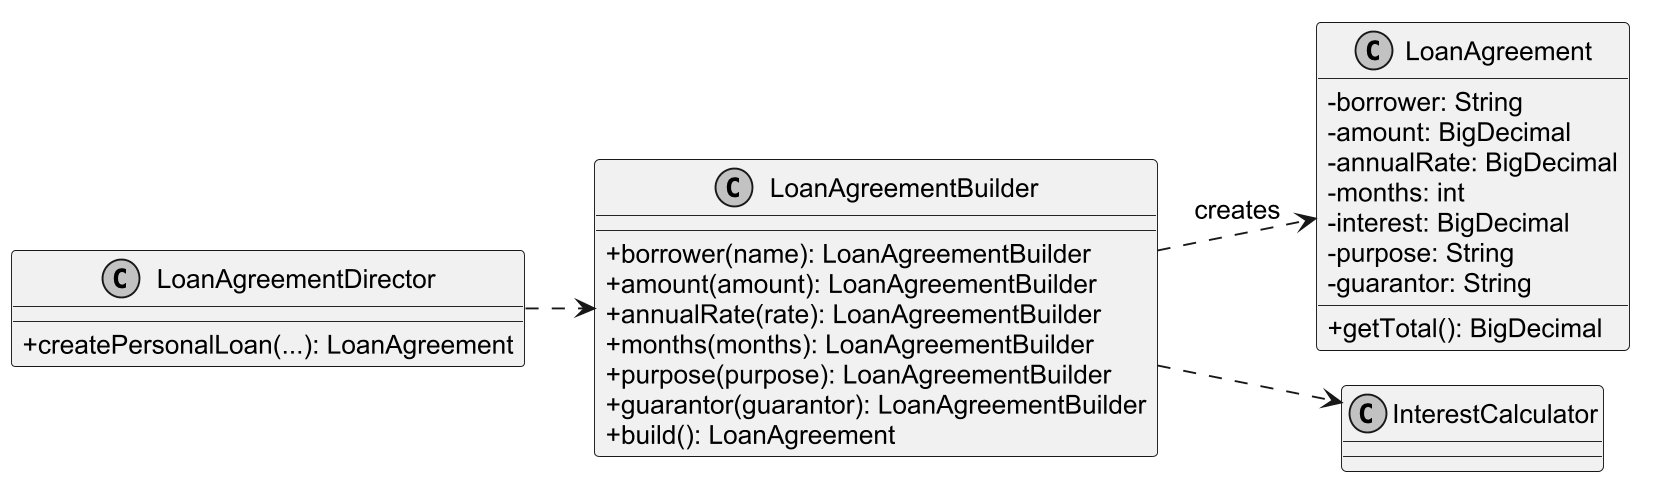 C LoanAgreementDirector
+createPersonalLoan(...): LoanAgreement
C LoanAgreementBuilder
+borrower(name): LoanAgreementBuilder
+amount(amount): LoanAgreementBuilder
+annualRate(rate): LoanAgreementBuilder
+months(months): LoanAgreementBuilder
+purpose(purpose): LoanAgreementBuilder
+guarantor(guarantor): LoanAgreementBuilder
+build(): LoanAgreement
creates
C LoanAgreement
-borrower: String
-amount: BigDecimal
-annualRate: BigDecimal
-months: int
-interest: BigDecimal
-purpose: String
-guarantor: String
+getTotal(): BigDecimal
C InterestCalculator